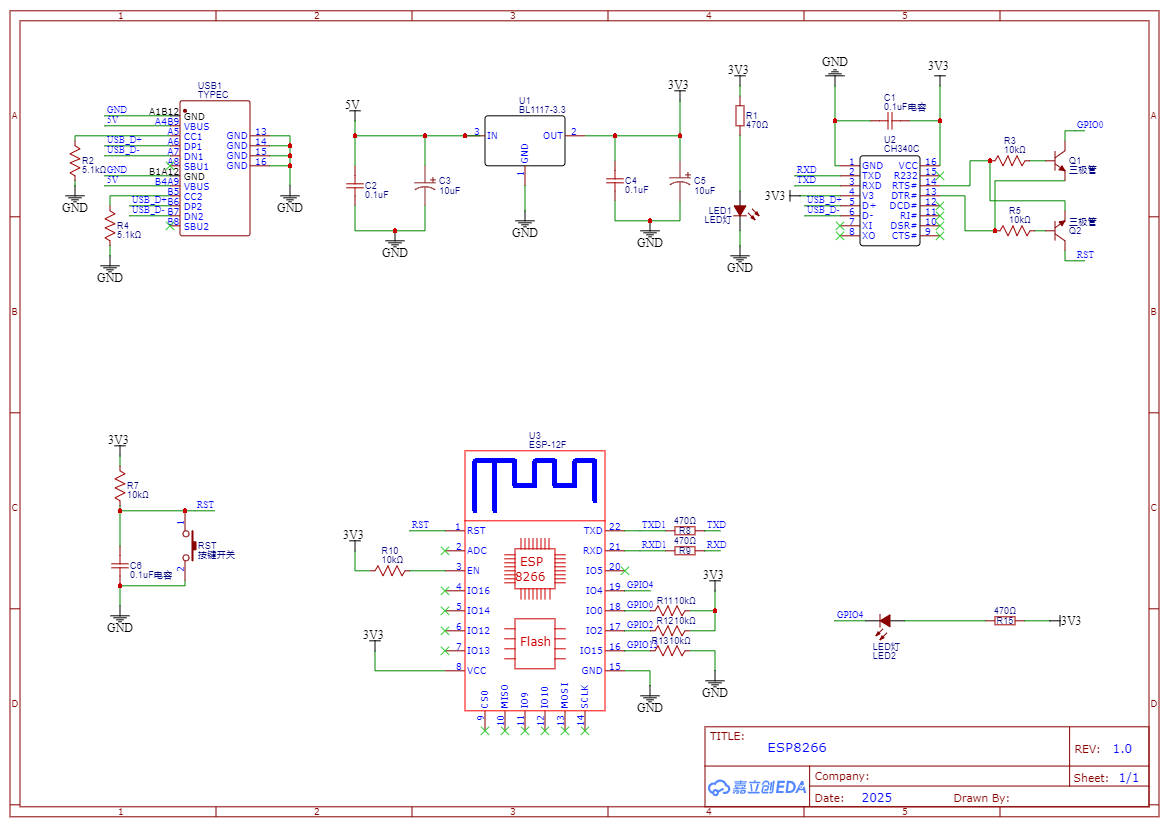 1 2 3 4 5
A
B
C
D
USB1
TYPEC
GND A1B12 GND
5V A4B9 VBUS
A5 CC1
USB_D+ A6 DP1
USB_D- A7 DN1
A8 SBU1
GND B1A12 GND
5V B4A9 VBUS
B5 CC2
USB_D+ B6 DP2
USB_D- B7 DN2
B8 SBU2
GND 13
GND 14
GND 15
GND 16
R2
5.1kΩ
GND
R4
5.1kΩ
GND
GND
5V
U1
BL1117-3.3
3 IN
OUT 2
GND
1
GND
C2
0.1uF
C3
10uF
GND
3V3
C4
0.1uF
C5
10uF
GND
3V3
R1
470Ω
LED1
LED灯
GND
GND
3V3
C1
0.1uF电容
U2
CH340C
1 GND VCC 16
RXD 2 TXD R232 15
TXD 3 RXD RTS# 14
3V3 4 V3 DTR# 13
USB_D+ 5 D+ DCD# 12
USB_D- 6 D- RI# 11
7 XI DSR# 10
8 XO CTS# 9
R3
10kΩ
GPIO0
Q1
三极管
R5
10kΩ
三极管
Q2
RST
3V3
R7
10kΩ
RST
1
RST
按键开关
2
C6
0.1uF电容
GND
U3
ESP-12F
RST 1 RST
2 ADC
3V3
R10
10kΩ
3 EN
4 IO16
5 IO14
6 IO12
7 IO13
3V3
8 VCC
ESP
8266
Flash
TXD 22 TXD1 470Ω R8 TXD
RXD 21 RXD1 470Ω R9 RXD
IO5 20
IO4 19 GPIO4
IO0 18 GPIO0 R11 10kΩ
IO2 17 GPIO2 R12 10kΩ
IO15 16 GPIO15 R13 10kΩ
GND 15
3V3
GND
GND
CS0 MISO IO9 IO10 MOSI SCLK
9 10 11 12 13 14
GPIO4
LED灯
LED2
470Ω
R15
3V3
TITLE:
ESP8266
REV: 1.0
嘉立创EDA
Company:
Sheet: 1/1
Date: 2025
Drawn By:
1 2 3 4 5
A
B
C
D